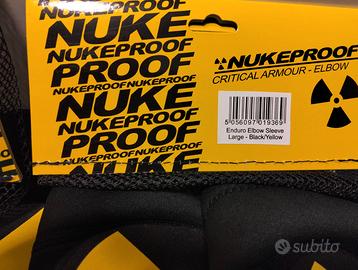 NUKE
NUKEPROOF
PROOF
NUKEPROOFNUKEPROOF
NUKE
PROOF
NUKEPROOFNUKEPROOF
NUKE
NUKEPROOF
CRITICAL ARMOUR - ELBOW
5 056097 019369
Enduro Elbow Sleeve
Large - Black/Yellow
subito